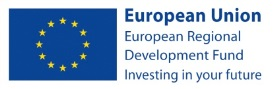 European Union
European Regional
Development Fund
Investing in your future